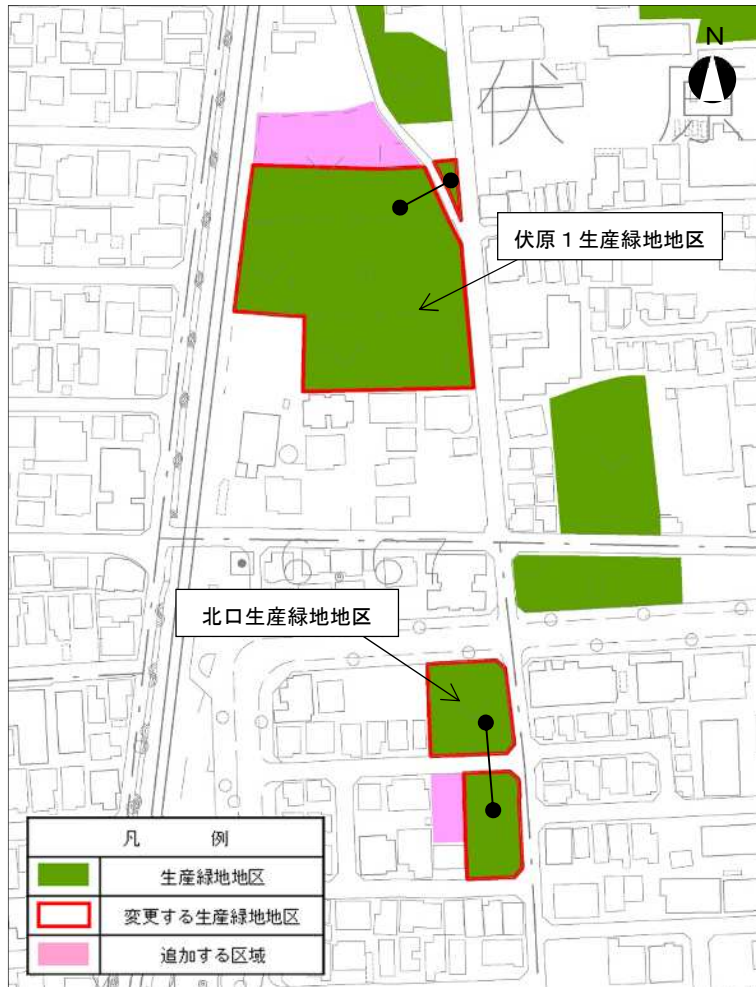 N
伏 原
伏原１生産緑地地区
北口生産緑地地区
凡 例
生産緑地地区
変更する生産緑地地区
追加する区域